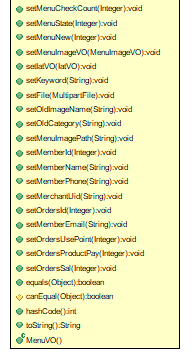 setMenuCheckCount(Integer):void
setMenuState(Integer):void
setMenuNew(Integer):void
setMenuImageVO(MenuImageVO):void
setIatVO(IatVO):void
setKeyword(String):void
setFile(MultipartFile):void
setOldImageName(String):void
setOldCategory(String):void
setMenuImagePath(String):void
setMemberId(Integer):void
setMemberName(String):void
setMemberPhone(String):void
setMerchantUid(String):void
setOrdersId(Integer):void
setMemberEmail(String):void
setOrdersUsePoint(Integer):void
setOrdersProductPay(Integer):void
setOrdersSal(Integer):void
equals(Object):boolean
canEqual(Object):boolean
hashCode():int
toString():String
MenuVO()